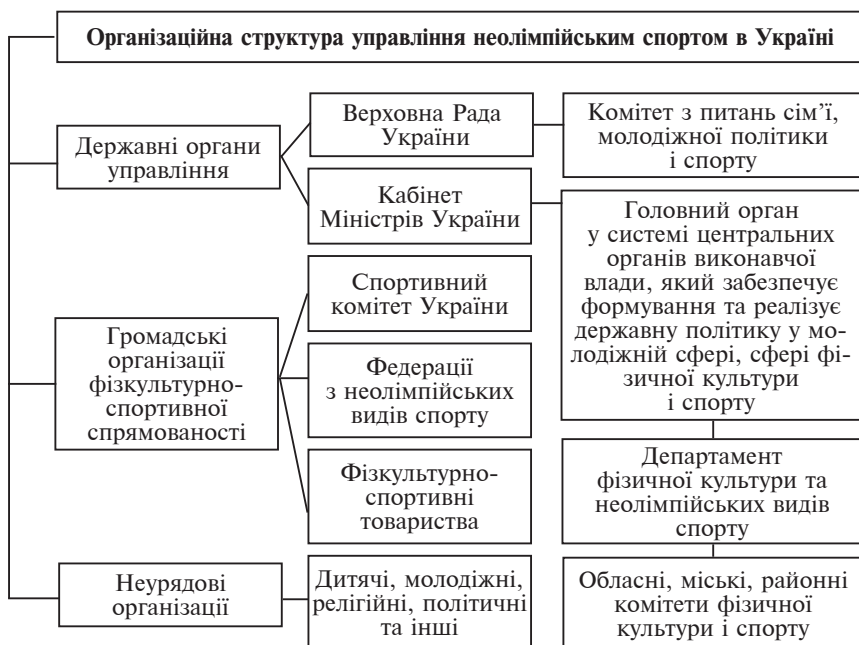 Організаційна структура управління неолімпійським спортом в Україні
Державні органи
управління
Верховна Рада
України
Комітет з питань сім’ї,
молодіжної політики
і спорту
Кабінет
Міністрів України
Головний орган
у системі центральних
органів виконавчої
влади, який забезпечує
формування та реалізує
державну політику у мо-
лодіжній сфері, сфері фі-
зичної культури
і спорту
Департамент
фізичної культури та
неолімпійських видів
спорту
Обласні, міські, районні
комітети фізичної
культури і спорту
Громадські
організації
фізкультурно-
спортивної
спрямованості
Спортивний
комітет України
Федерації
з неолімпійських
видів спорту
Фізкультурно-
спортивні
товариства
Неурядові
організації
Дитячі, молодіжні,
релігійні, політичні
та інші